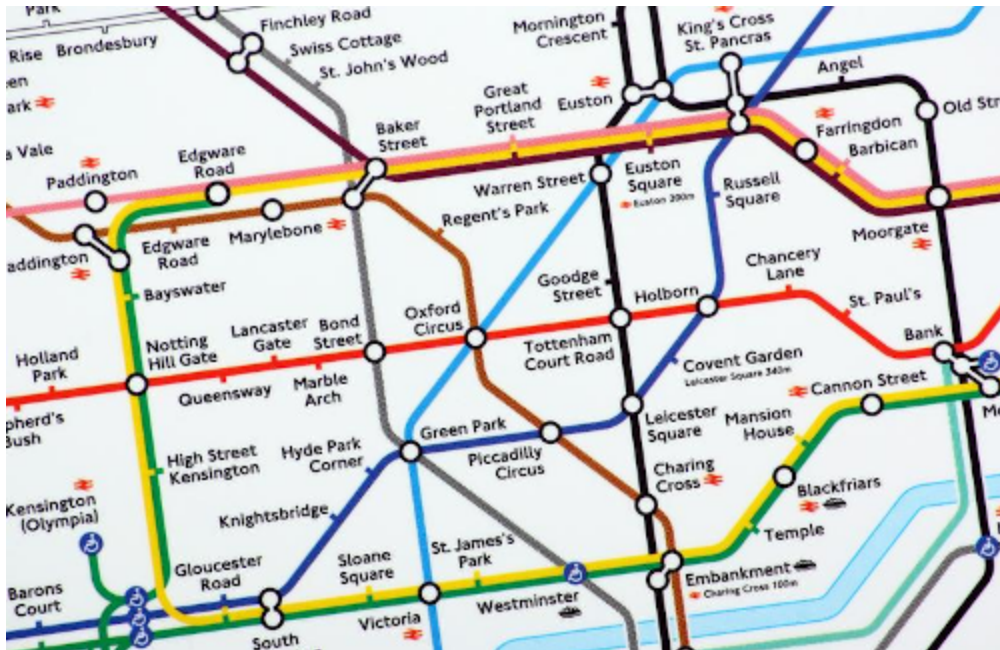 Park
Finchley Road
Mornington
Crescent
King's Cross
St. Pancras
Rise
Brondesbury
Swiss Cottage
St. John's Wood
Angel
Euston
Great
Portland
Street
Old
Baker
Street
Farringdon
Barbican
Vale
Paddington
Edgware
Road
Warren Street
Euston
Square
Euston 200m
Russell
Square
Regent's Park
Marylebone
Edgware
Road
Moorgate
Bayswater
Goodge
Street
Holborn
Chancery
Lane
St. Paul's
Oxford
Circus
Bank
Notting
Hill Gate
Lancaster
Gate
Bond
Street
Tottenham
Court Road
Holland
Park
Covent Garden
Leicester Square 340m
Queensway
Marble
Arch
Cannon Street
Bush
Green Park
Leicester
Square
Mansion
House
High Street
Kensington
Hyde Park
Corner
Piccadilly
Circus
Charing
Cross
Blackfriars
Kensington
(Olympia)
Knightsbridge
Temple
Gloucester
Road
Sloane
Square
St. James's
Park
Embankment
Charing Cross 100m
Barons
Court
Westminster
Victoria
South